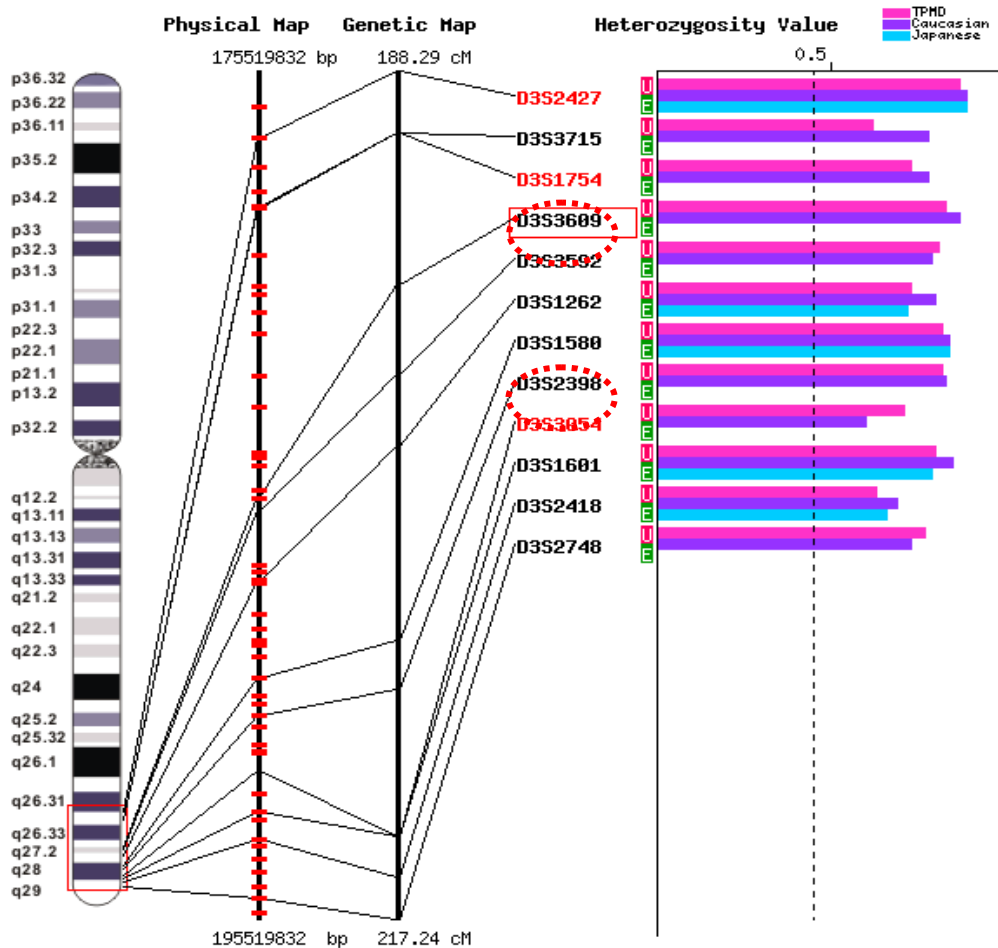 Physical Map Genetic Map Heterozygosity Value
TPMD
Caucasian
Japanese
175519832 bp 188.29 cM 0.5
p36.32
p36.22
p36.11
p35.2
p34.2
p33
p32.3
p31.3
p31.1
p22.3
p22.1
p21.1
p13.2
p32.2
q12.2
q13.11
q13.13
q13.31
q13.33
q21.2
q22.1
q22.3
q24
q25.2
q25.32
q26.1
q26.31
q26.33
q27.2
q28
q29
D3S2427 U E
D3S3715 U E
D3S1754 U E
D3S3609 U E
D3S3592 U E
D3S1262 U E
D3S1580 U E
D3S2398 U E
D3S3054 U E
D3S1601 U E
D3S2418 U E
D3S2748 U E
195519832 bp 217.24 cM